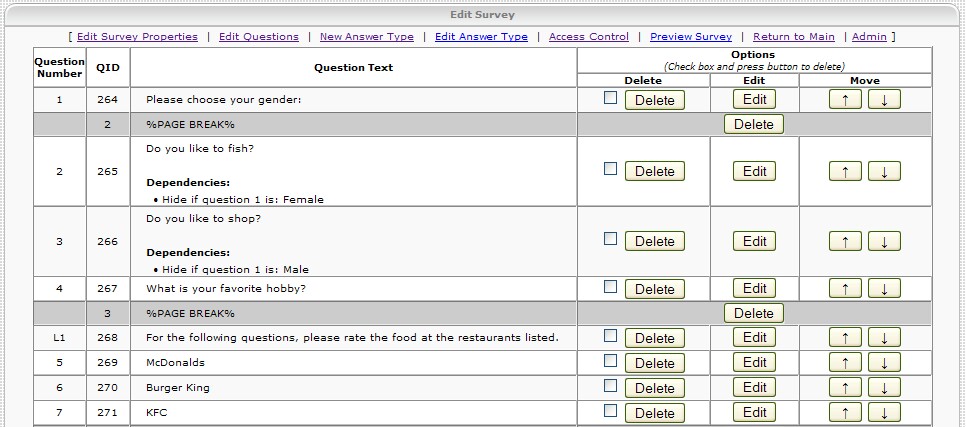 Edit Survey
[ Edit Survey Properties | Edit Questions | New Answer Type | Edit Answer Type | Access Control | Preview Survey | Return to Main | Admin ]
Question Number QID Question Text Options
(Check box and press button to delete)
Delete Edit Move
1 264 Please choose your gender: Delete Edit ↑ ↓
2 %PAGE BREAK% Delete
2 265 Do you like to fish? Delete Edit ↑ ↓
Dependencies:
• Hide if question 1 is: Female
3 266 Do you like to shop? Delete Edit ↑ ↓
Dependencies:
• Hide if question 1 is: Male
4 267 What is your favorite hobby? Delete Edit ↑ ↓
3 %PAGE BREAK% Delete
L1 268 For the following questions, please rate the food at the restaurants listed. Delete Edit ↑ ↓
5 269 McDonalds Delete Edit ↑ ↓
6 270 Burger King Delete Edit ↑ ↓
7 271 KFC Delete Edit ↑ ↓